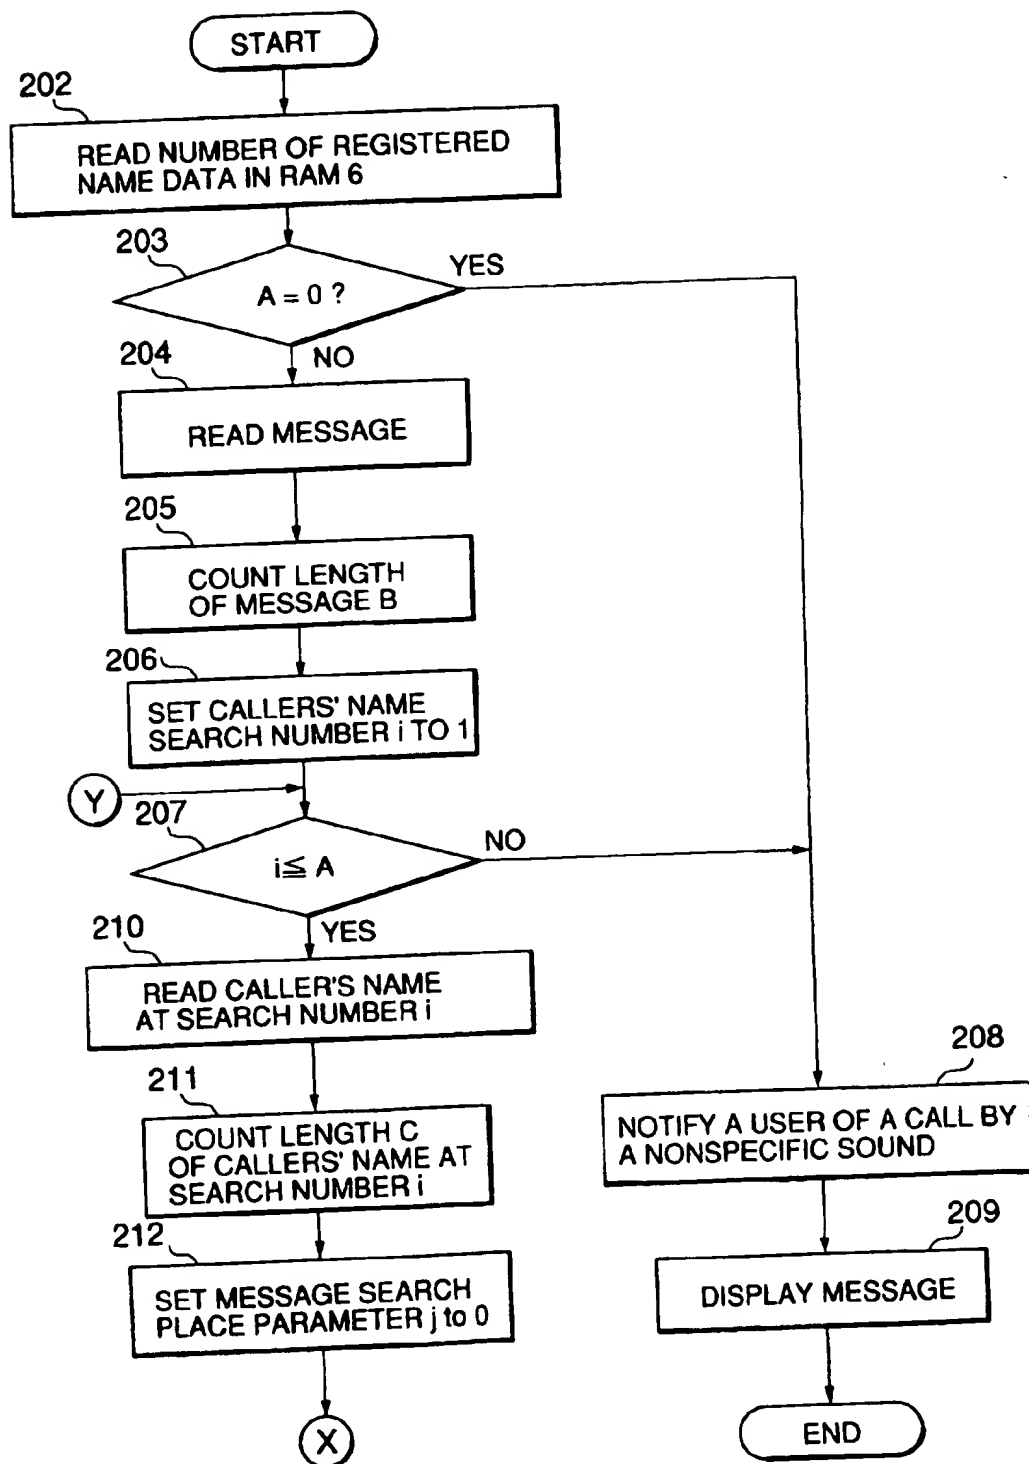 START
202
READ NUMBER OF REGISTERED
NAME DATA IN RAM 6
203
A = 0 ?
YES
NO
204
READ MESSAGE
205
COUNT LENGTH
OF MESSAGE B
206
SET CALLERS' NAME
SEARCH NUMBER i TO 1
Y
207
i≦ A
NO
YES
210
READ CALLER'S NAME
AT SEARCH NUMBER i
211
COUNT LENGTH C
OF CALLERS' NAME AT
SEARCH NUMBER i
212
SET MESSAGE SEARCH
PLACE PARAMETER j to 0
X
208
NOTIFY A USER OF A CALL BY
A NONSPECIFIC SOUND
209
DISPLAY MESSAGE
END